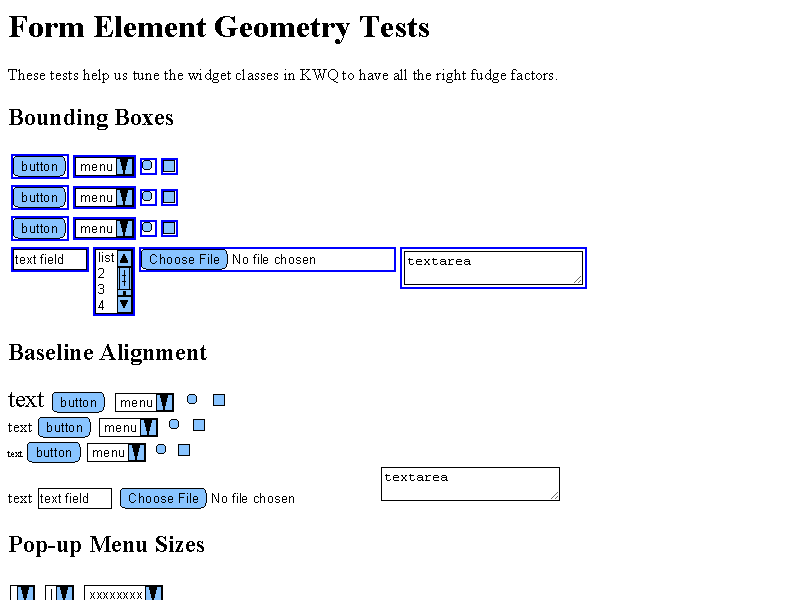 Form Element Geometry Tests
These tests help us tune the widget classes in KWQ to have all the right fudge factors.
Bounding Boxes
button menu
button menu
button menu
text field list Choose File No file chosen textarea
2
3
4
Baseline Alignment
text button menu
text button menu
text button menu
textarea
text text field Choose File No file chosen
Pop-up Menu Sizes
| xxxxxxxx